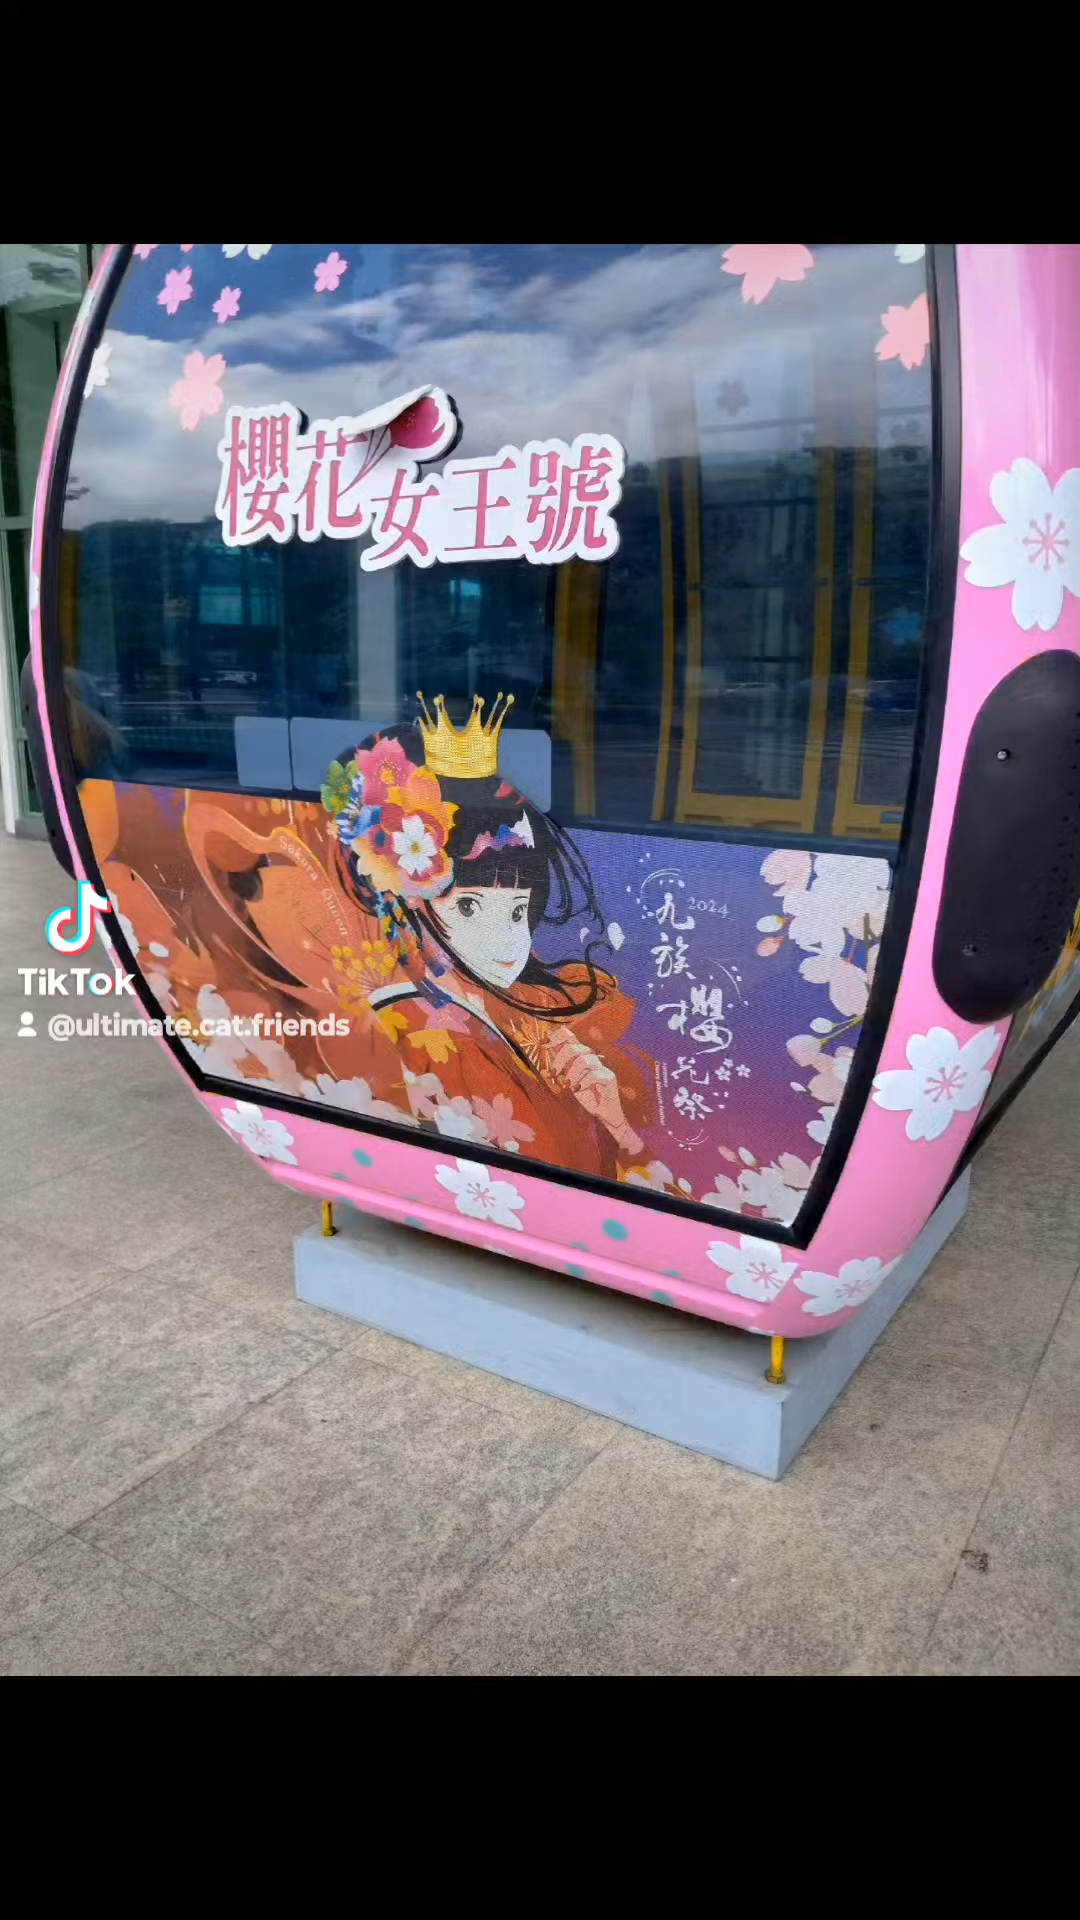 櫻花女王號
Sakura Queen
2024
九族
櫻
花祭
TikTok
@ultimate.cat.friends